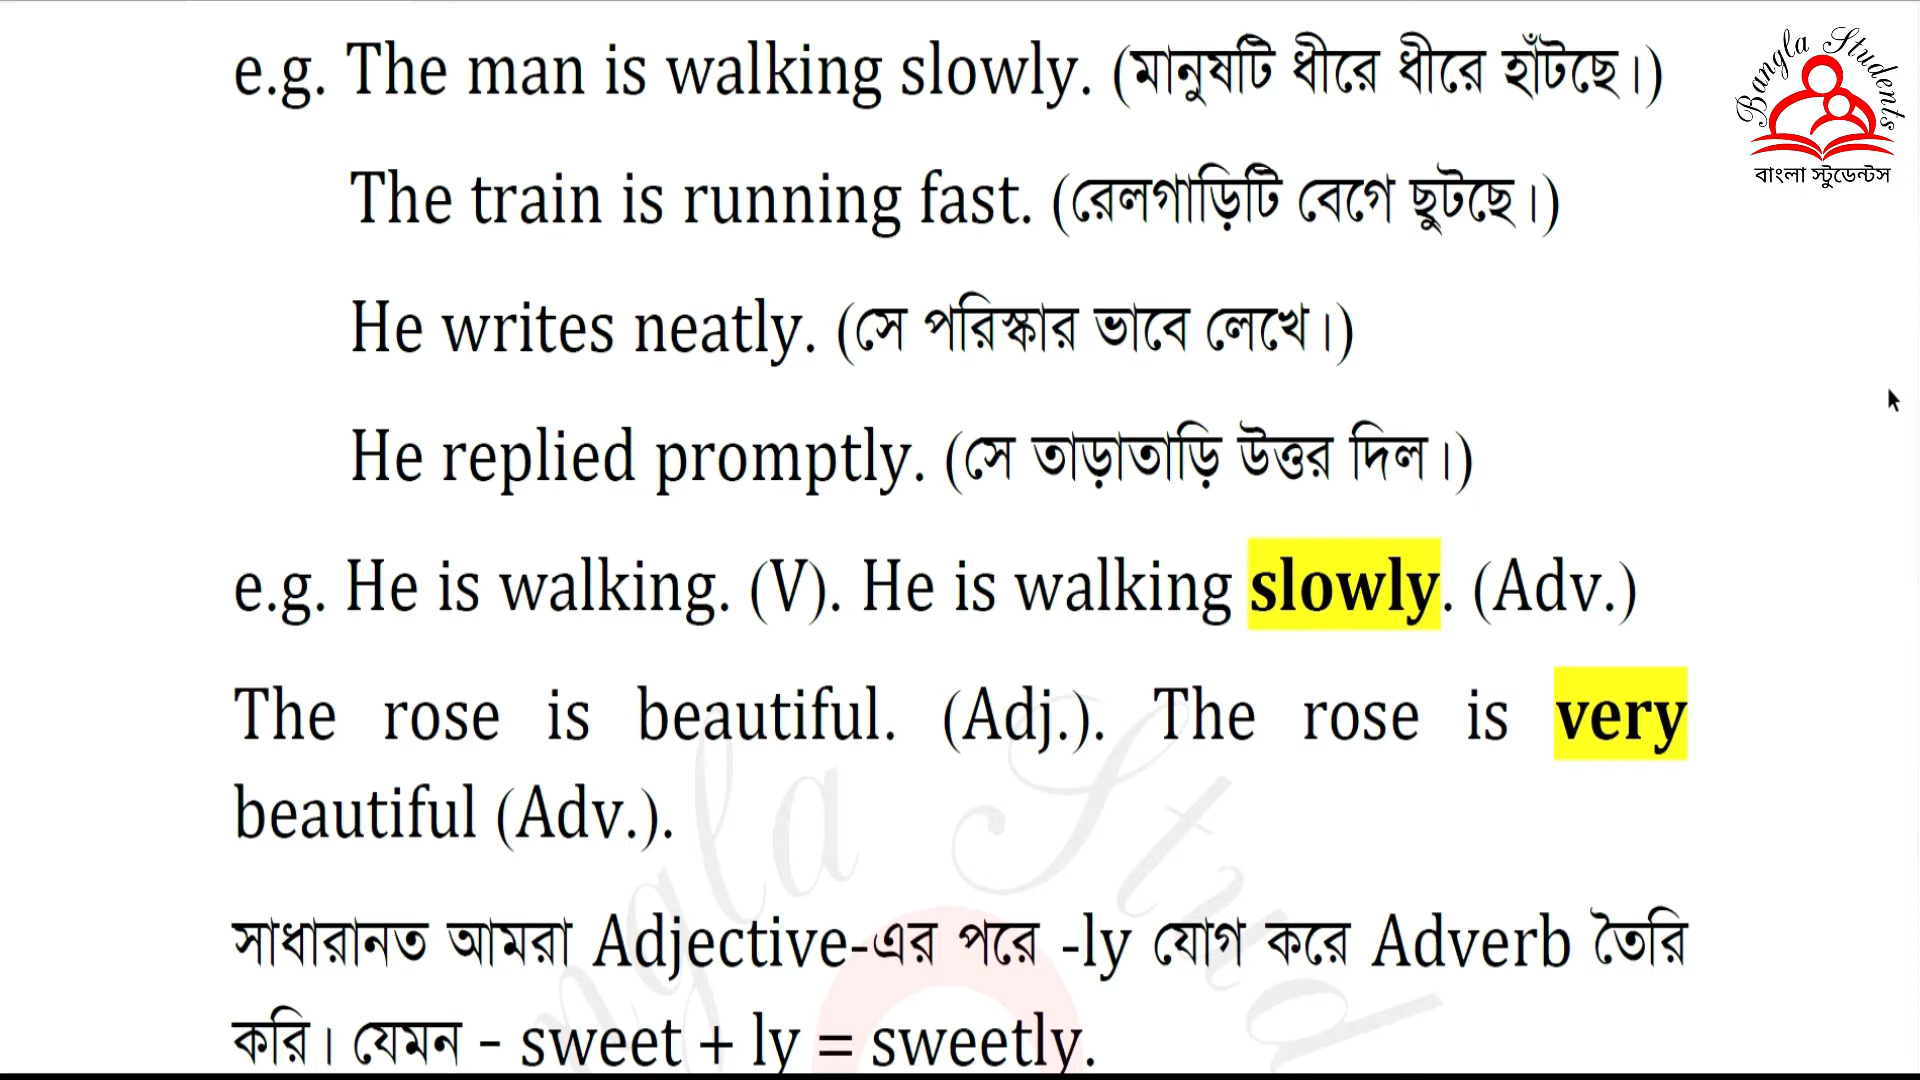 e.g. The man is walking slowly. (মানুষটি ধীরে ধীরে হাঁটছে।)
The train is running fast. (রেলগাড়িটি বেগে ছুটছে।)
He writes neatly. (সে পরিস্কার ভাবে লেখে।)
He replied promptly. (সে তাড়াতাড়ি উত্তর দিল।)
e.g. He is walking. (V). He is walking slowly. (Adv.)
The rose is beautiful. (Adj.). The rose is very
beautiful (Adv.).
সাধারানত আমরা Adjective-এর পরে -ly যোগ করে Adverb তৈরি
করি। যেমন – sweet + ly = sweetly.
Bangla Students
বাংলা স্টুডেন্টস